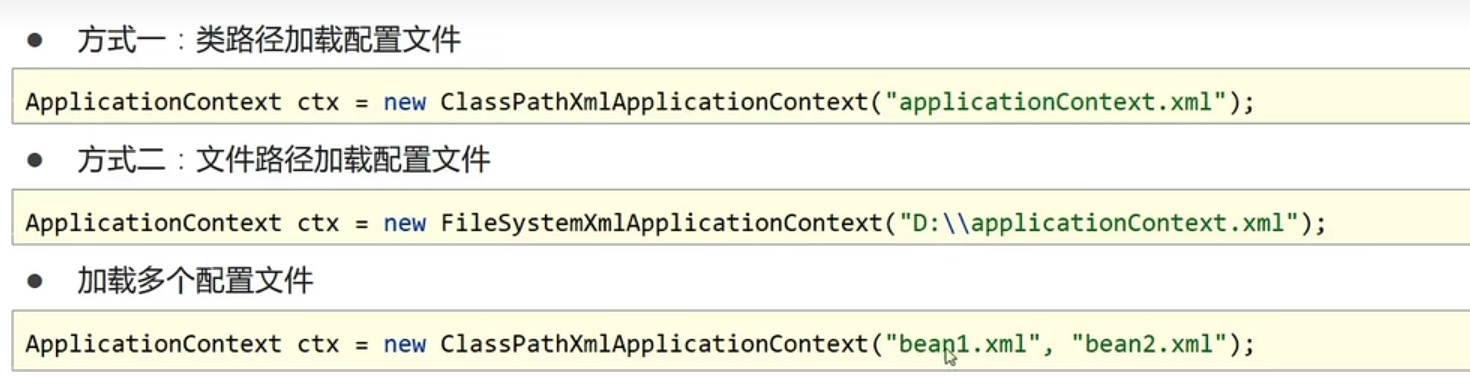 ● 方式一：类路径加载配置文件
ApplicationContext ctx = new ClassPathXmlApplicationContext("applicationContext.xml");
● 方式二：文件路径加载配置文件
ApplicationContext ctx = new FileSystemXmlApplicationContext("D:\\applicationContext.xml");
● 加载多个配置文件
ApplicationContext ctx = new ClassPathXmlApplicationContext("bean1.xml", "bean2.xml");